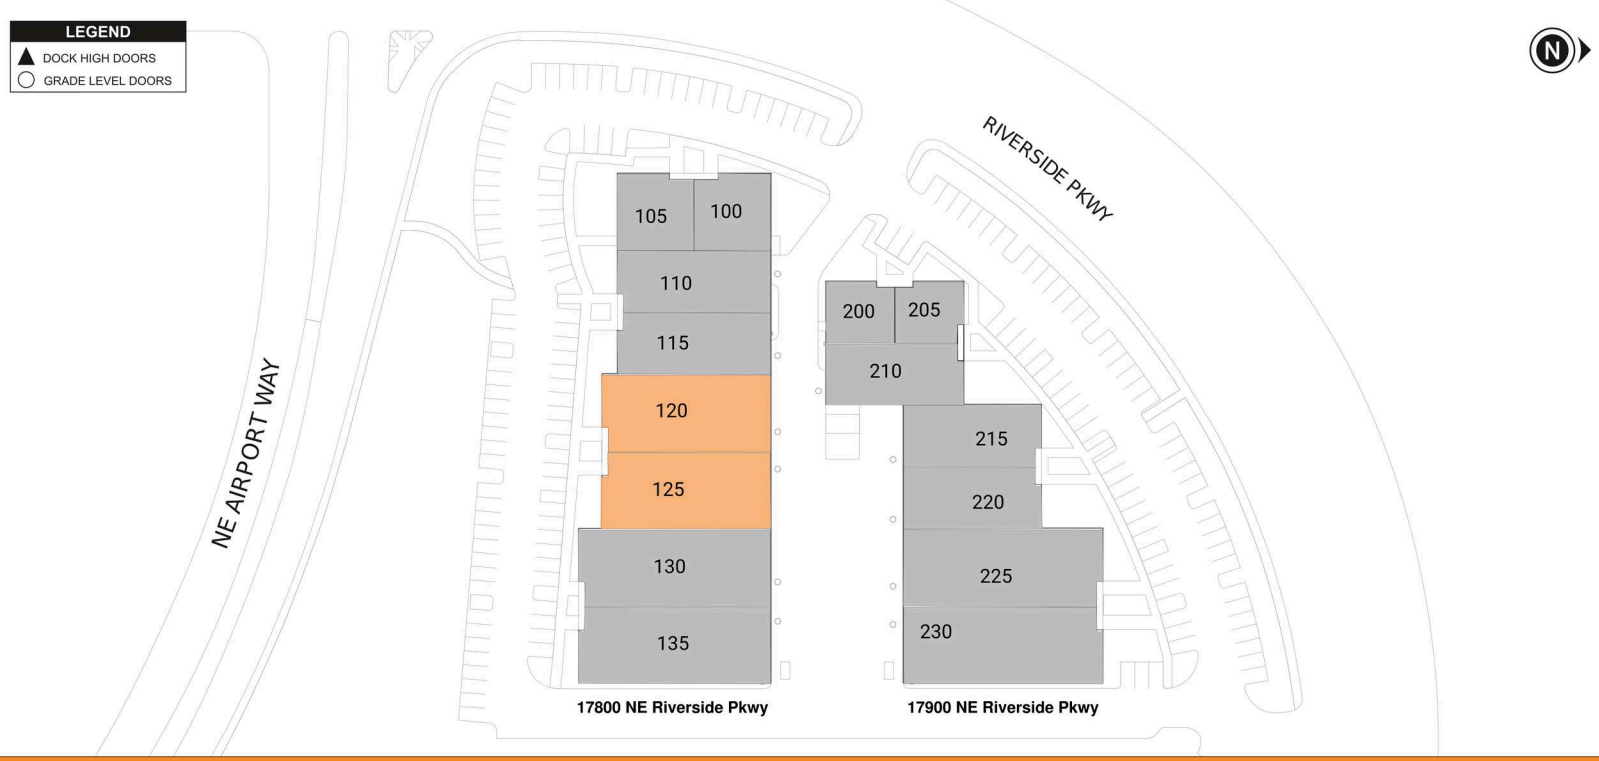 LEGEND
DOCK HIGH DOORS
GRADE LEVEL DOORS
N
RIVERSIDE PKWY
NE AIRPORT WAY
105
100
110
115
120
125
130
135
200
205
210
215
220
225
230
17800 NE Riverside Pkwy
17900 NE Riverside Pkwy